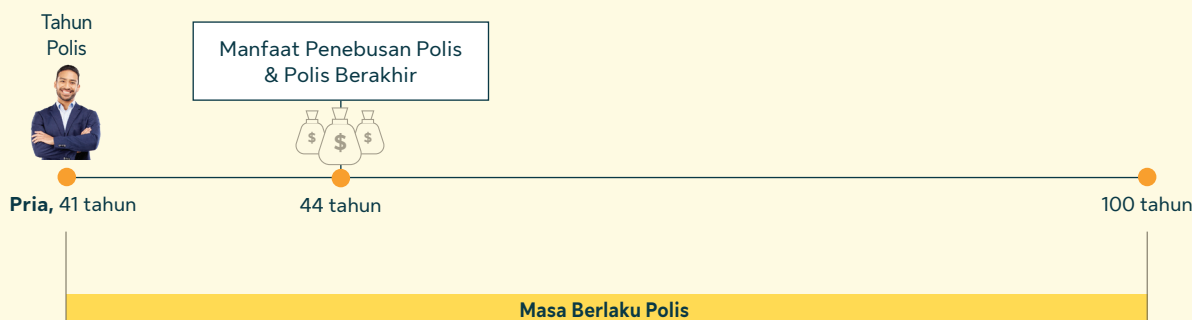 Tahun
Polis
Manfaat Penebusan Polis
& Polis Berakhir
$ $ $
Pria, 41 tahun
44 tahun
100 tahun
Masa Berlaku Polis